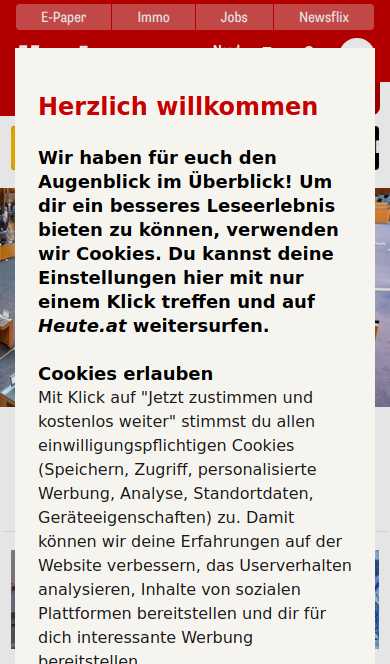 E-Paper Immo Jobs Newsflix
Herzlich willkommen
Wir haben für euch den
Augenblick im Überblick! Um
dir ein besseres Leseerlebnis
bieten zu können, verwenden
wir Cookies. Du kannst deine
Einstellungen hier mit nur
einem Klick treffen und auf
Heute.at weitersurfen.
Cookies erlauben
Mit Klick auf "Jetzt zustimmen und
kostenlos weiter" stimmst du allen
einwilligungspflichtigen Cookies
(Speichern, Zugriff, personalisierte
Werbung, Analyse, Standortdaten,
Geräteeigenschaften) zu. Damit
können wir deine Erfahrungen auf der
Website verbessern, das Userverhalten
analysieren, Inhalte von sozialen
Plattformen bereitstellen und dir für
dich interessante Werbung
bereitstellen